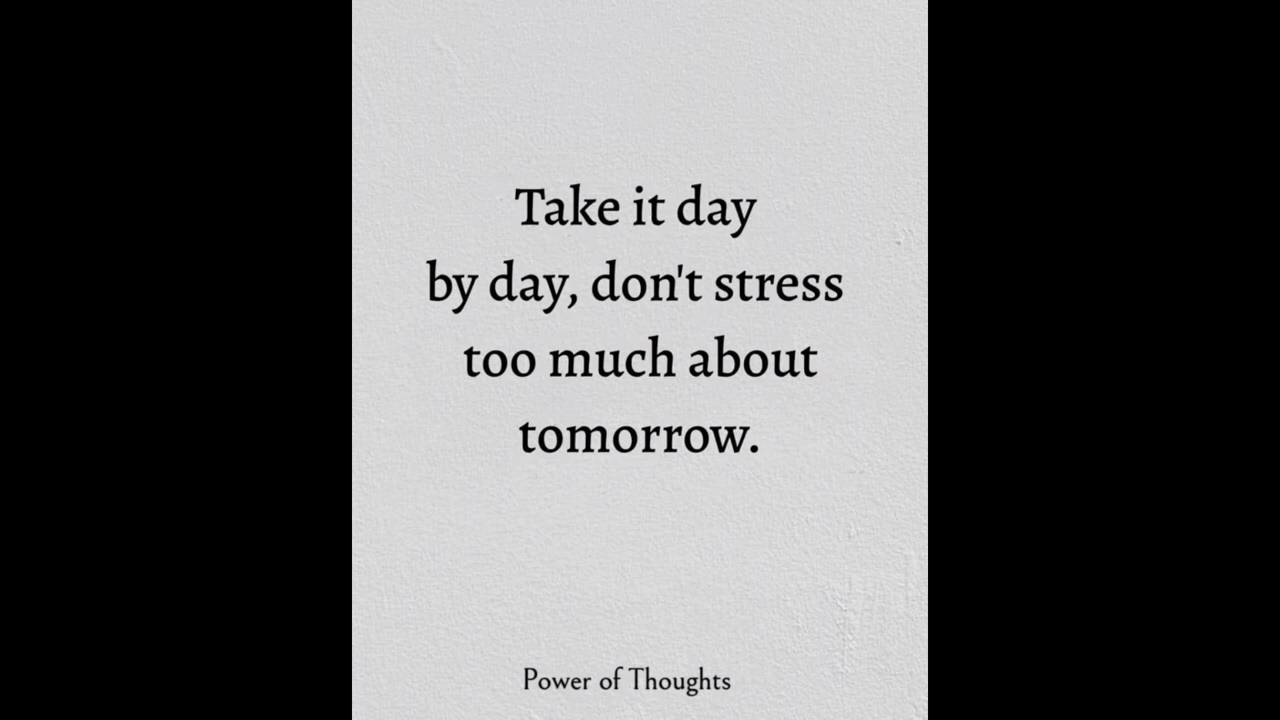 Take it day
by day, don't stress
too much about
tomorrow.
Power of Thoughts